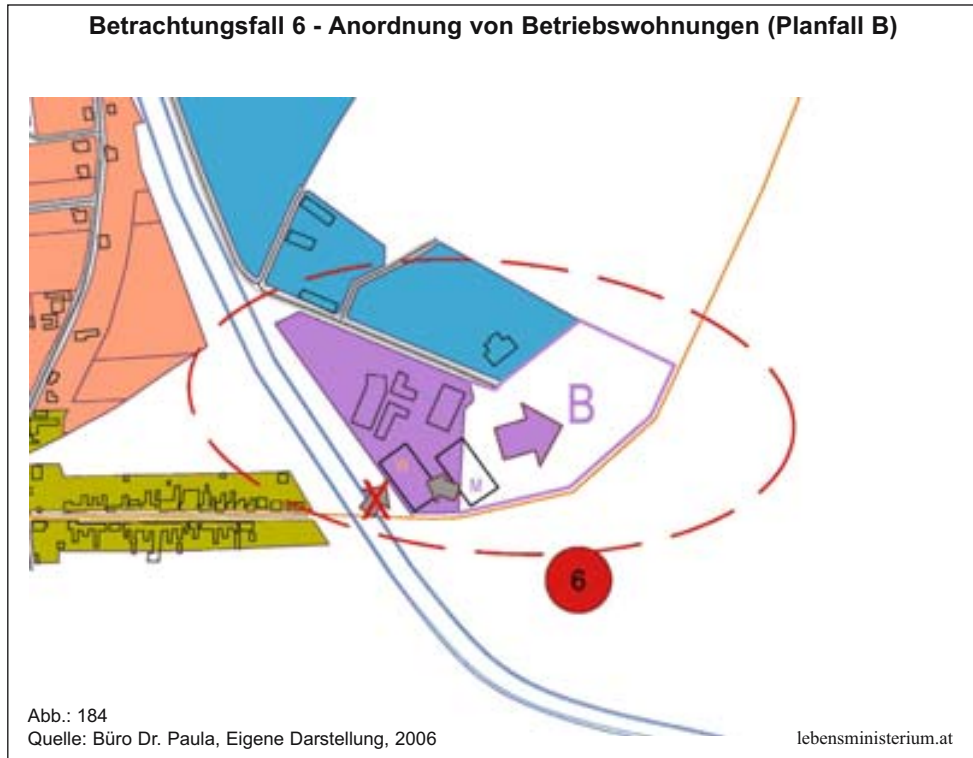 Betrachtungsfall 6 - Anordnung von Betriebswohnungen (Planfall B)
B
M
6
Abb.: 184
Quelle: Büro Dr. Paula, Eigene Darstellung, 2006
lebensministerium.at